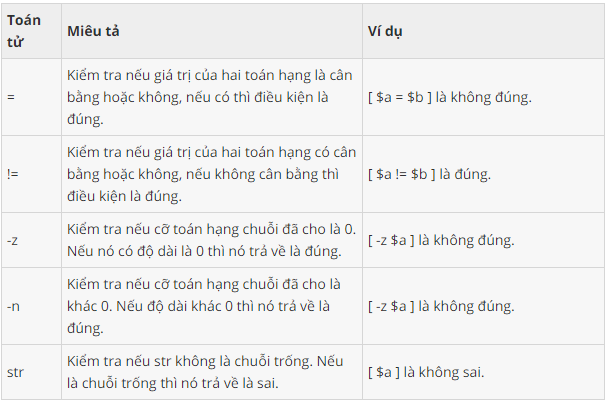 Toán tử
Miêu tả
Ví dụ
=
Kiểm tra nếu giá trị của hai toán hạng là cân
bằng hoặc không, nếu có thì điều kiện là
đúng.
[ $a = $b ] là không đúng.
!=
Kiểm tra nếu giá trị của hai toán hạng có cân
bằng hoặc không, nếu không cân bằng thì
điều kiện là đúng.
[ $a != $b ] là đúng.
-z
Kiểm tra nếu cỡ toán hạng chuỗi đã cho là 0.
Nếu nó có độ dài là 0 thì nó trả về là đúng.
[ -z $a ] là không đúng.
-n
Kiểm tra nếu cỡ toán hạng chuỗi đã cho là
khác 0. Nếu độ dài khác 0 thì nó trả về là
đúng.
[ -z $a ] là không đúng.
str
Kiểm tra nếu str không là chuỗi trống. Nếu
là chuỗi trống thì nó trả về là sai.
[ $a ] là không sai.